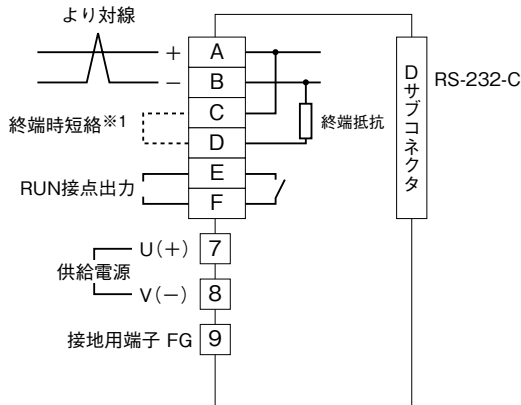 より対線
+ A
− B
C
終端時短絡※1
D
終端抵抗
E
RUN接点出力
F
Dサブコネクタ
RS-232-C
U(+) 7
供給電源
V(−) 8
接地用端子 FG 9